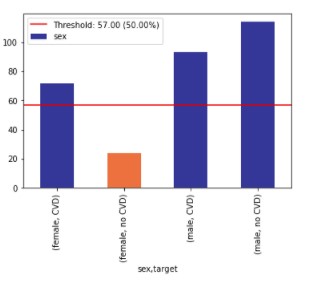 Threshold: 57.00 (50.00%)
sex
100
80
60
40
20
0
(female, CVD)
(female, no CVD)
(male, CVD)
(male, no CVD)
sex,target